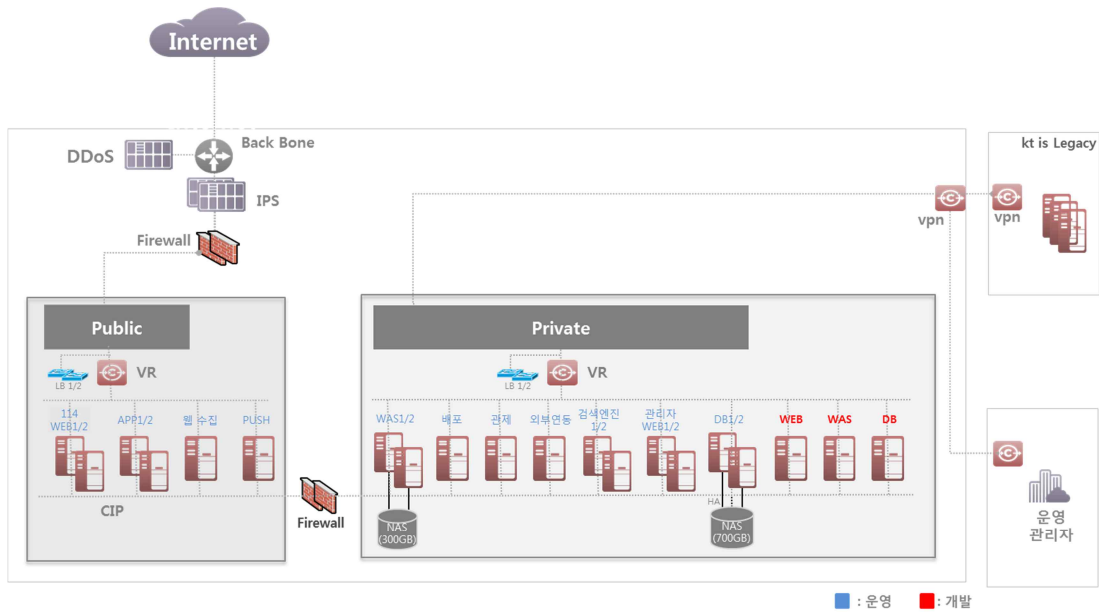 Internet
Back Bone
DDoS
IPS
Firewall
kt is Legacy
vpn
vpn
Public
Private
LB 1/2
VR
LB 1/2
VR
114
WEB1/2
APP1/2
웹 수집
PUSH
WAS1/2
배포
관제
외부연동
검색엔진
1/2
관리자
WEB1/2
DB1/2
WEB
WAS
DB
CIP
Firewall
HA
NAS
(300GB)
NAS
(700GB)
운영
관리자
: 운영
: 개발